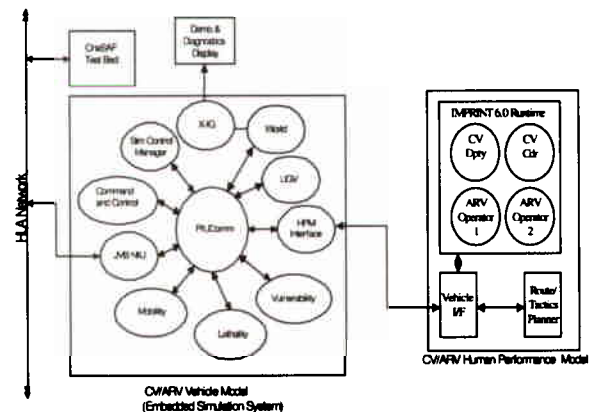 HLA Network
OneSAF
Test Bed
Demo &
Diagnostics
Display
XIG
World
Sim Control
Manager
UGV
Command
and Control
HPM
Interface
Mobility
Lethality
Vulnerability
CV/ARV Vehicle Model
(Embedded Simulation System)
IMPRINT 6.0 Runtime
CV
Dpty
CV
Cdr
ARV
Operator
1
ARV
Operator
2
Vehicle
I/F
Route/
Tactics
Planner
CV/ARV Human Performance Model